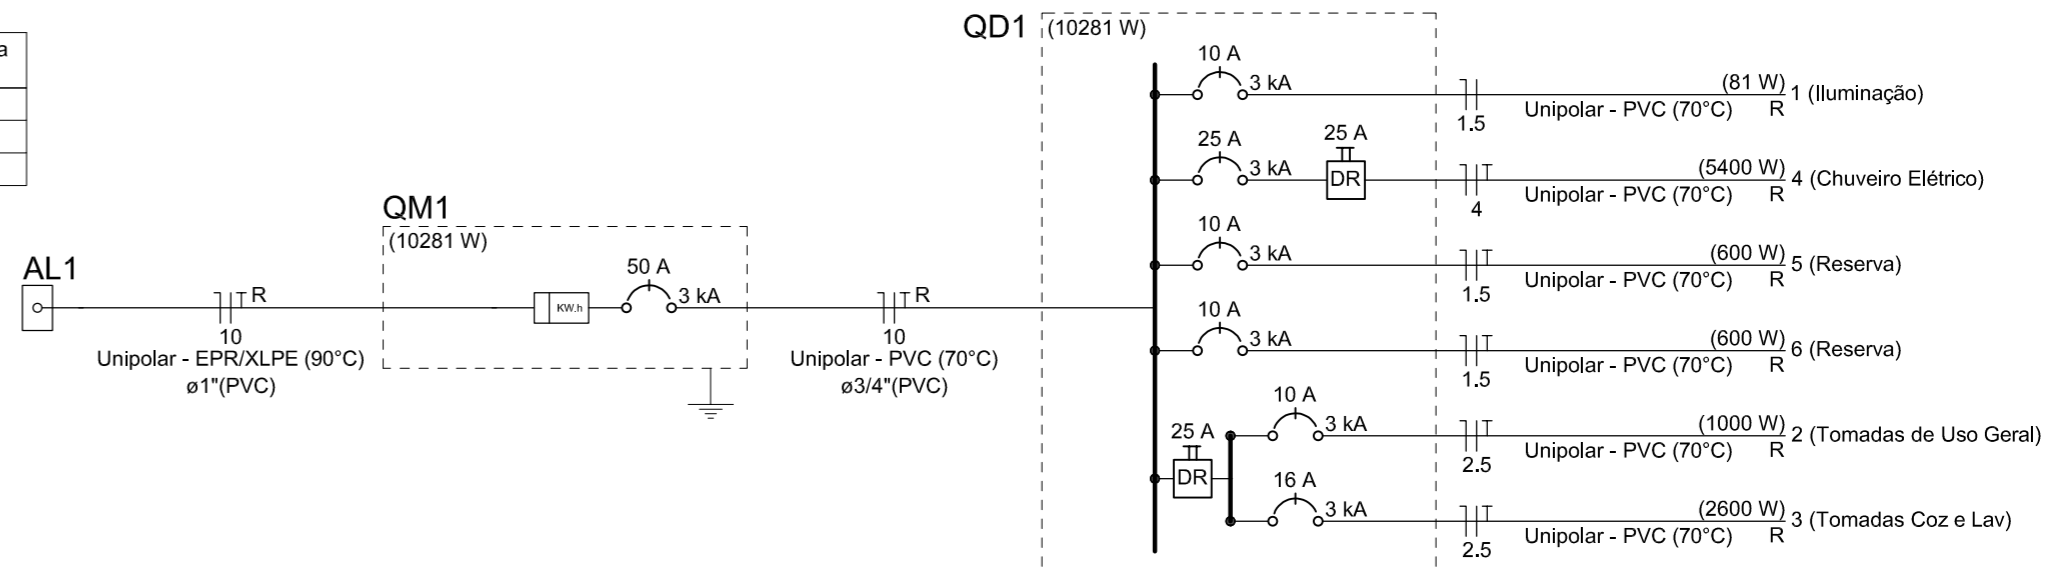 a
AL1
R
10
Unipolar - EPR/XLPE (90°C)
ø1"(PVC)
QM1
(10281 W)
KW.h
50 A
3 kA
R
10
Unipolar - PVC (70°C)
ø3/4"(PVC)
QD1
(10281 W)
10 A
3 kA
1.5
(81 W)
Unipolar - PVC (70°C)
R
1 (Iluminação)
25 A
3 kA
25 A
DR
4
(5400 W)
Unipolar - PVC (70°C)
R
4 (Chuveiro Elétrico)
10 A
3 kA
1.5
(600 W)
Unipolar - PVC (70°C)
R
5 (Reserva)
10 A
3 kA
1.5
(600 W)
Unipolar - PVC (70°C)
R
6 (Reserva)
25 A
DR
10 A
3 kA
2.5
(1000 W)
Unipolar - PVC (70°C)
R
2 (Tomadas de Uso Geral)
16 A
3 kA
2.5
(2600 W)
Unipolar - PVC (70°C)
R
3 (Tomadas Coz e Lav)